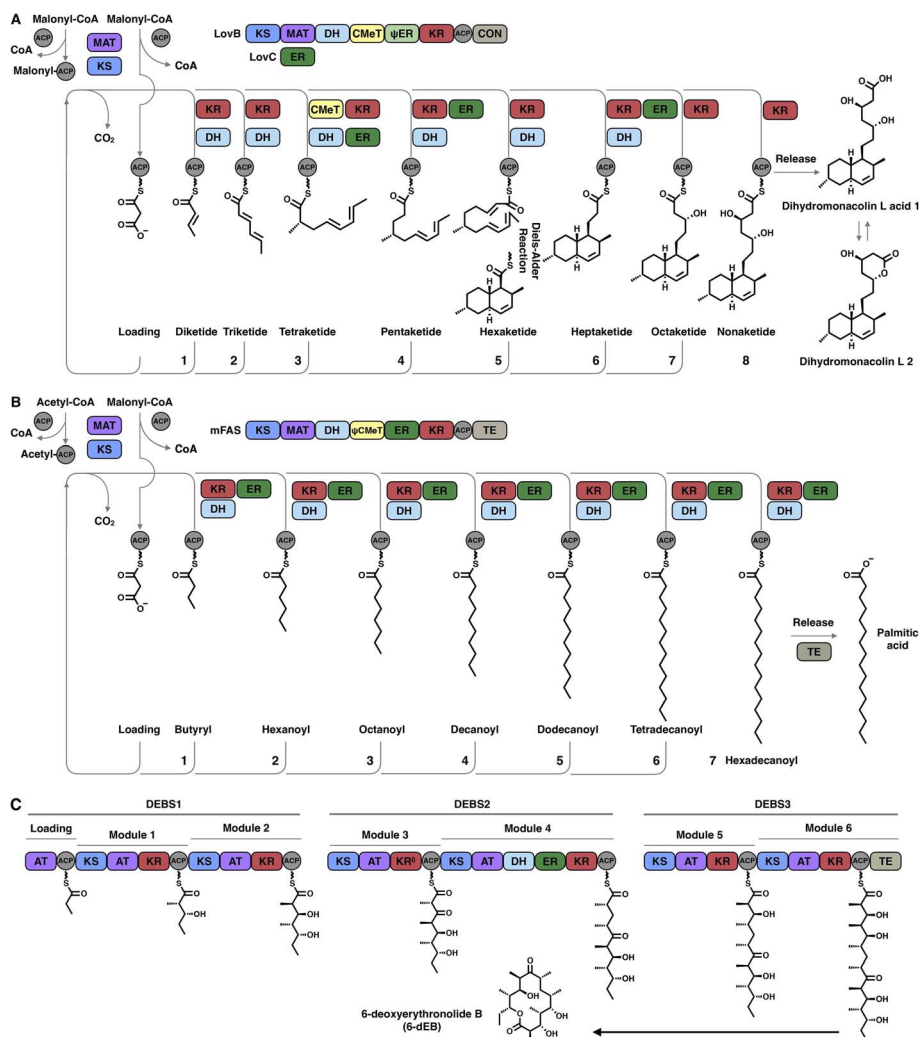 A
Malonyl-CoA Malonyl-CoA
ACP ACP
CoA MAT
Malonyl-ACP KS CoA
LovB KS MAT DH CMeT ψER KR ACP CON
LovC ER
CO₂
KR KR CMeT KR KR ER KR KR ER KR KR
DH DH DH ER DH DH DH
ACP ACP ACP ACP ACP ACP ACP ACP ACP
Release
Dihydromonacolin L acid 1
Diels-Alder
Reaction
Loading Diketide Triketide Tetraketide Pentaketide Hexaketide Heptaketide Octaketide Nonaketide
1 2 3 4 5 6 7 8
Dihydromonacolin L 2
B
Acetyl-CoA Malonyl-CoA
ACP ACP
CoA MAT
Acetyl-ACP KS CoA
mFAS KS MAT DH ψCMeT ER KR ACP TE
CO₂
KR ER KR ER KR ER KR ER KR ER KR ER KR ER
DH DH DH DH DH DH DH
ACP ACP ACP ACP ACP ACP ACP ACP
Release
TE
Palmitic
acid
Loading Butyryl Hexanoyl Octanoyl Decanoyl Dodecanoyl Tetradecanoyl
1 2 3 4 5 6 7 Hexadecanoyl
C
DEBS1 DEBS2 DEBS3
Loading Module 1 Module 2 Module 3 Module 4 Module 5 Module 6
AT ACP KS AT KR ACP KS AT KR ACP KS AT KR⁰ ACP KS AT DH ER KR ACP KS AT KR ACP KS AT KR ACP TE
6-deoxyerythronolide B
(6-dEB)